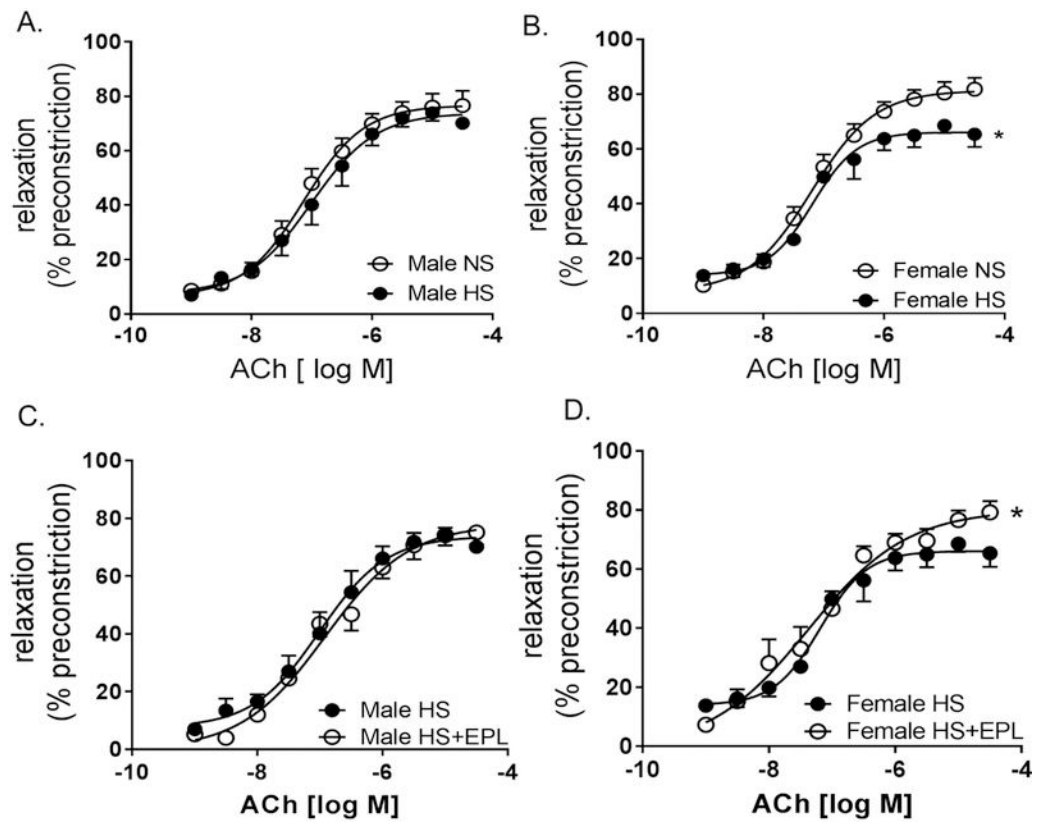 A.
100
80
60
40
20
0
relaxation
(% preconstriction)
Male NS
Male HS
-10
-8
-6
-4
ACh [ log M]
B.
100
80
60
40
20
0
relaxation
(% preconstriction)
*
Female NS
Female HS
-10
-8
-6
-4
ACh [log M]
C.
100
80
60
40
20
0
relaxation
(% preconstriction)
Male HS
Male HS+EPL
-10
-8
-6
-4
ACh [log M]
D.
100
80
60
40
20
0
relaxation
(% preconstriction)
*
Female HS
Female HS+EPL
-10
-8
-6
-4
ACh [log M]